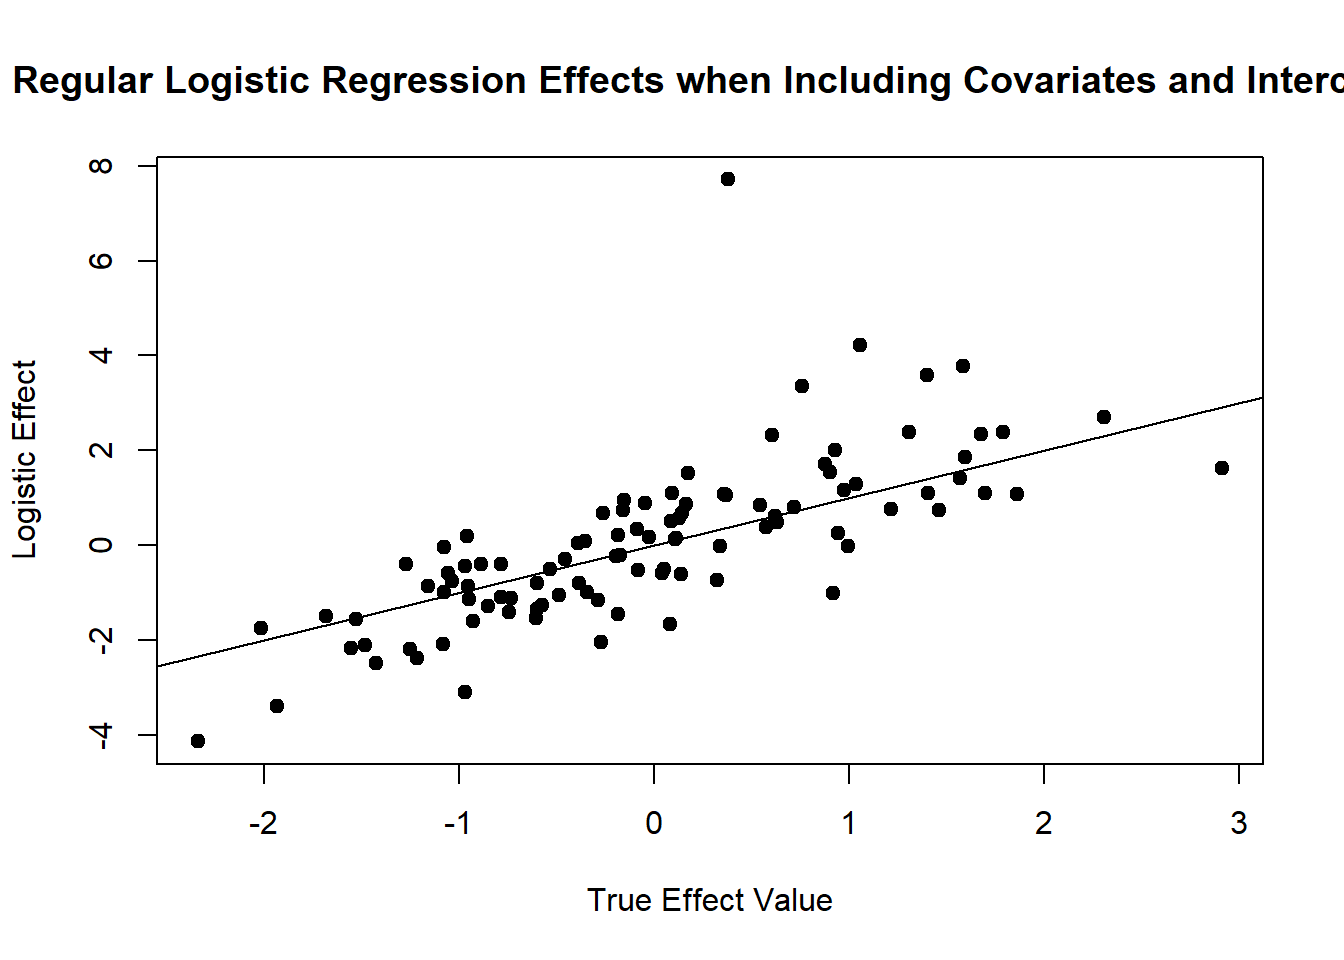 Regular Logistic Regression Effects when Including Covariates and Interc
8
6
4
2
0
-2
-4
Logistic Effect
-2 -1 0 1 2 3
True Effect Value